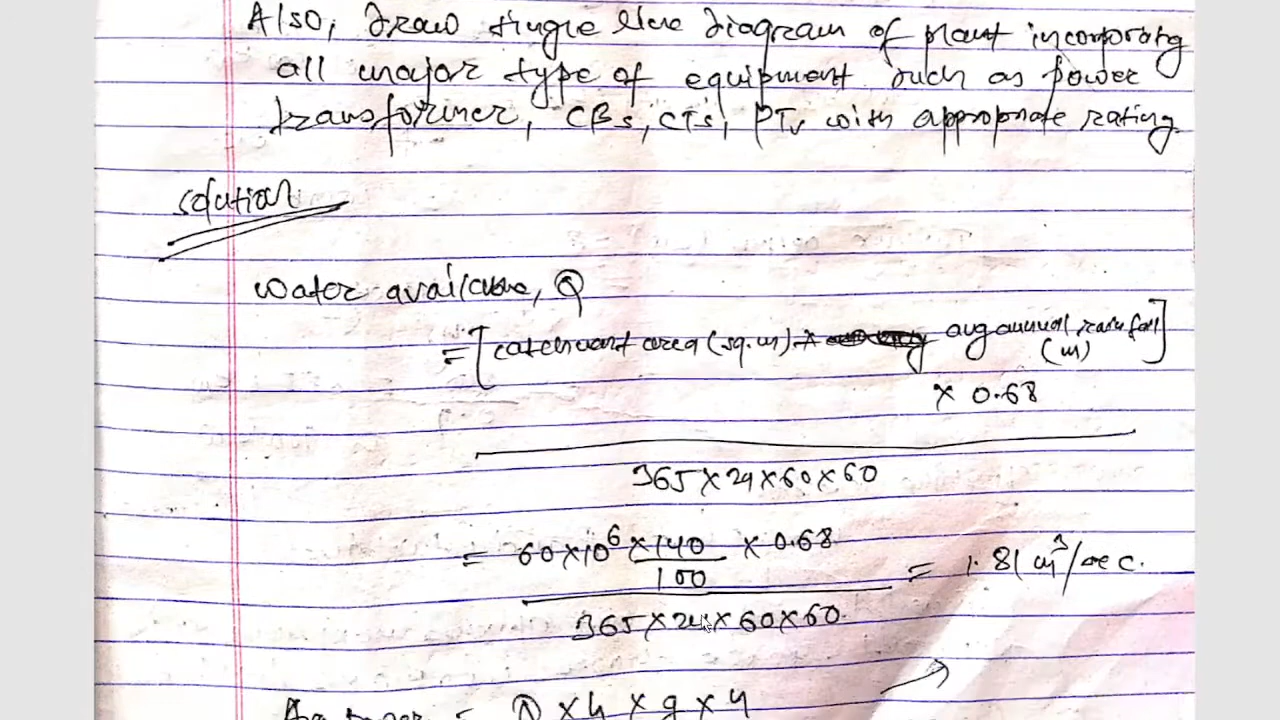 Also, draw single line diagram of plant incorporating
all major type of equipment such as power
transformer, CBs, CTs, PTs with appropriate rating.
solution
water available, Q
= [catchment area (sq.m) × avg annual rainfall (m)]
× 0.68
365×24×60×60
= 60×10⁶×140 × 0.68
100
= 1.81 m³/sec.
365×24×60×60
= Q×h×g×η